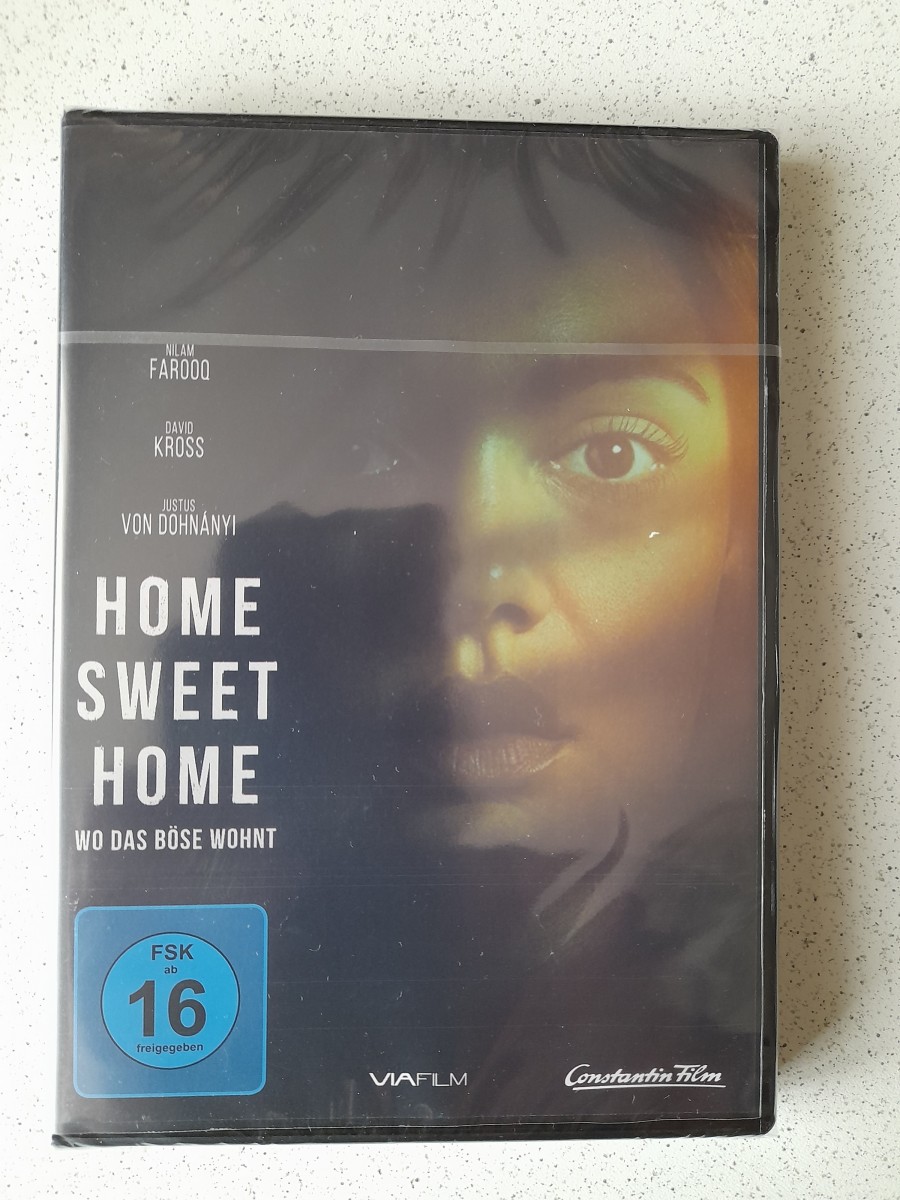 NILAM
FAROOQ
DAVID
KROSS
JUSTUS
VON DOHNÁNYI
HOME
SWEET
HOME
WO DAS BÖSE WOHNT
FSK
ab
16
freigegeben
VIAFILM
Constantin Film